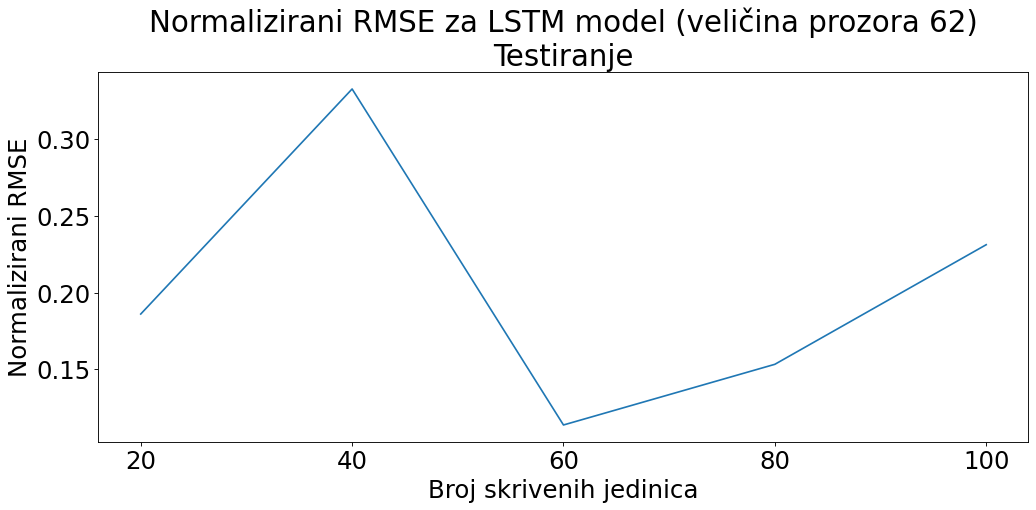 Normalizirani RMSE za LSTM model (veličina prozora 62)
Testiranje
Normalizirani RMSE
0.30
0.25
0.20
0.15
20 40 60 80 100
Broj skrivenih jedinica